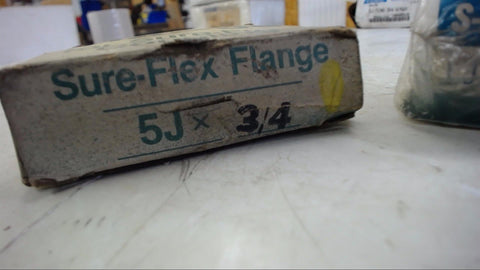 Sure-Flex Flange
5J x 3/4
S